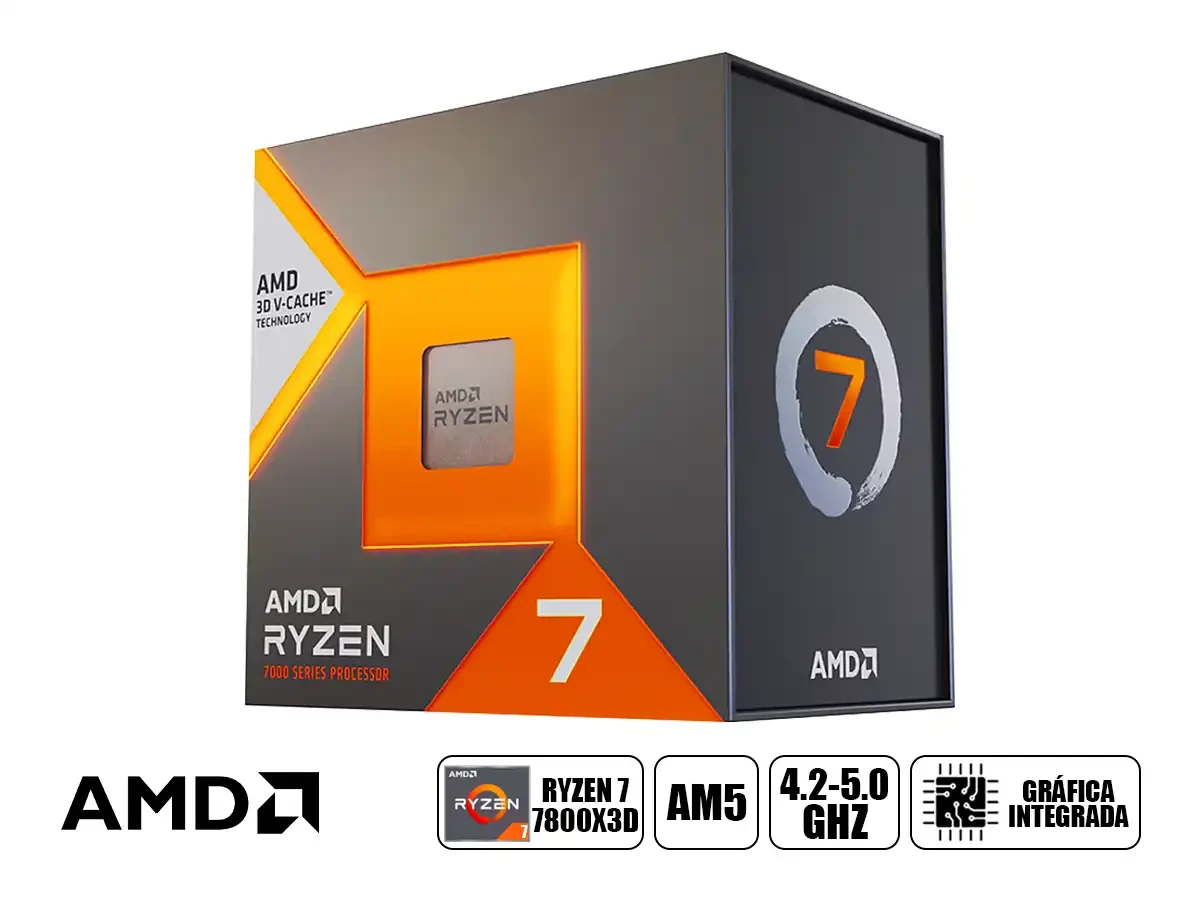 AMD
3D V-CACHE™
TECHNOLOGY
AMD
RYZEN
7
AMD
RYZEN
7000 SERIES PROCESSOR
7
AMD
AMD
AMD
RYZEN
7
RYZEN 7
7800X3D
AM5
4.2-5.0
GHZ
GRÁFICA
INTEGRADA